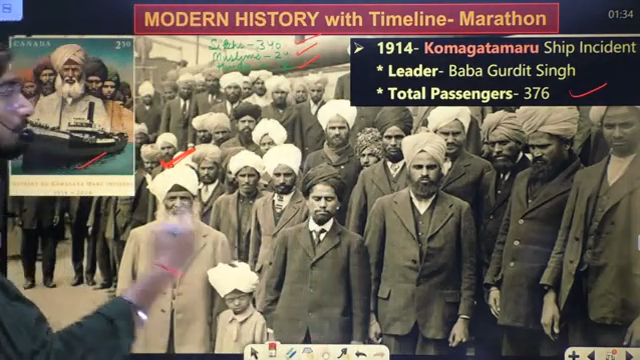 MODERN HISTORY with Timeline- Marathon
01:34
CANADA
Sikhs- 340
Muslims- 24
➤ 1914- Komagatamaru Ship Incident
* Leader- Baba Gurdit Singh
* Total Passengers- 376